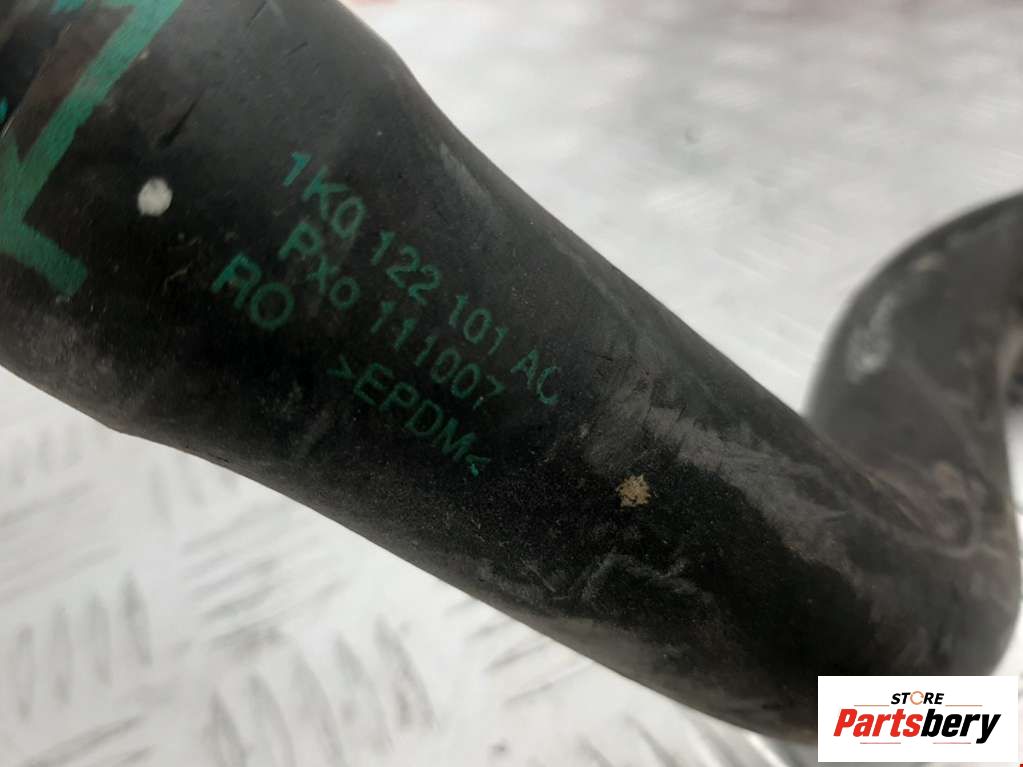 1K0 122 101 AC
Pxo 111007
RO
>EPDM<
STORE
Partsbery